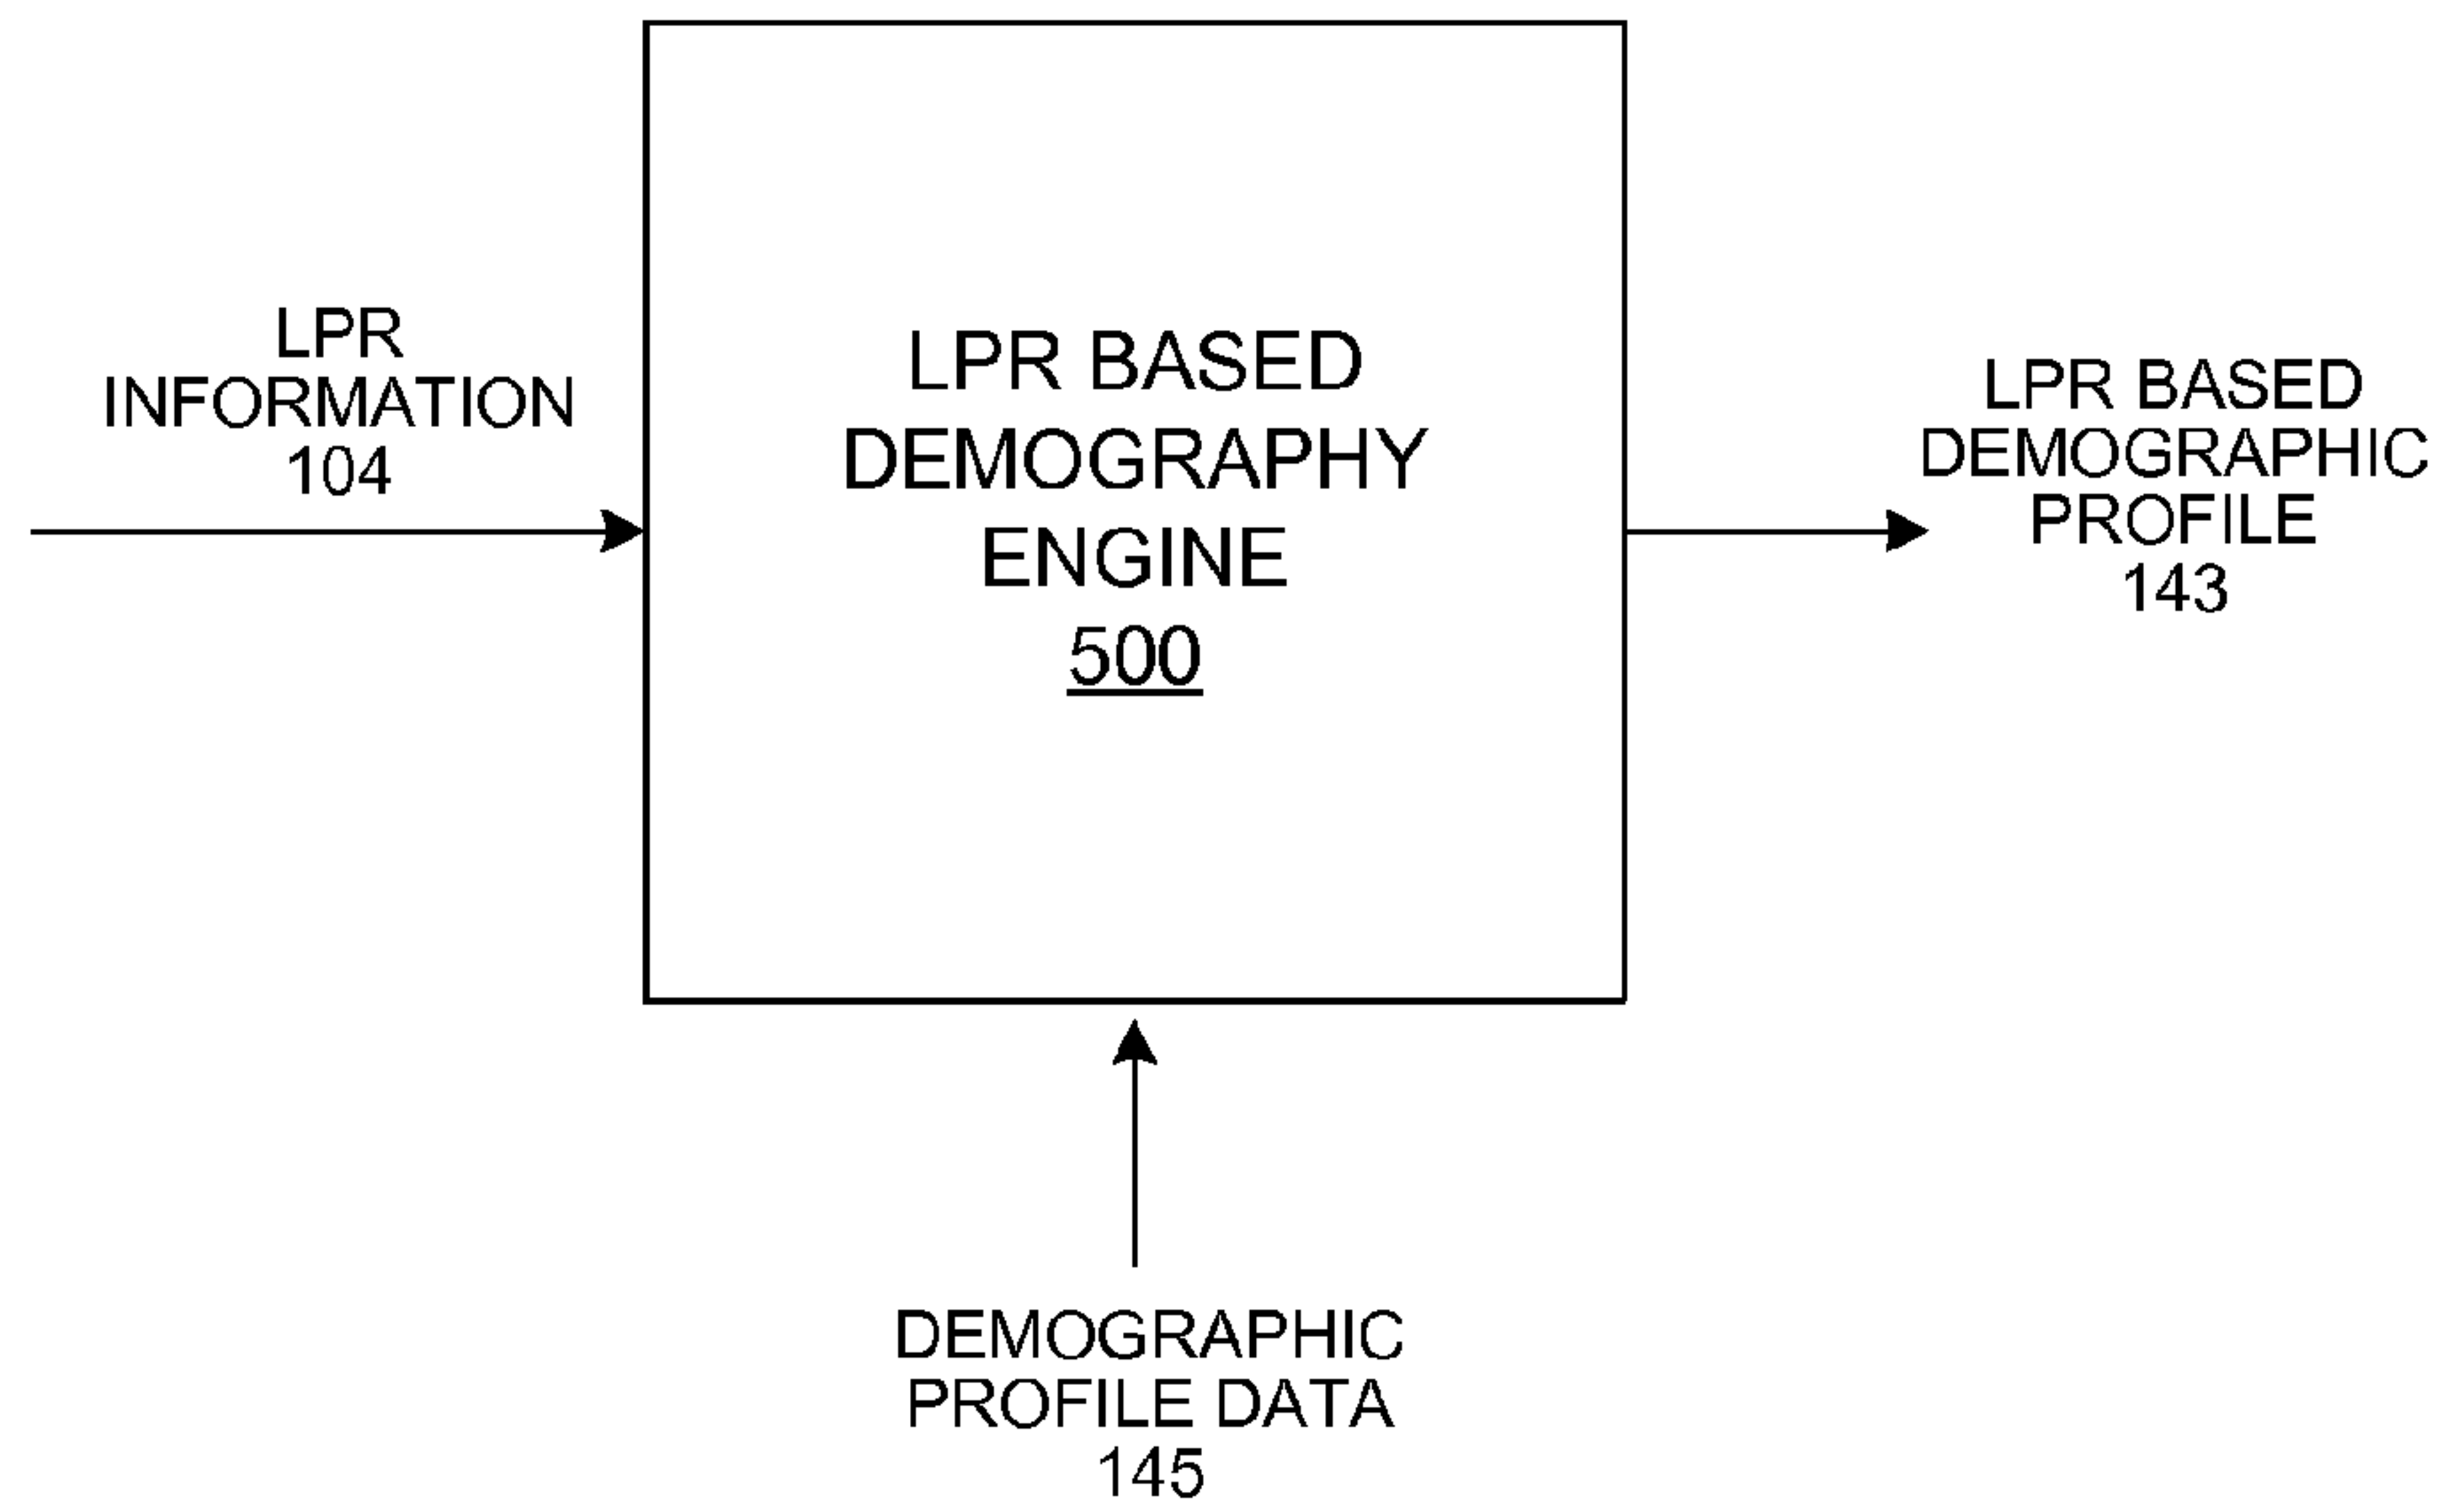 LPR
INFORMATION
104
LPR BASED
DEMOGRAPHY
ENGINE
500
LPR BASED
DEMOGRAPHIC
PROFILE
143
DEMOGRAPHIC
PROFILE DATA
145